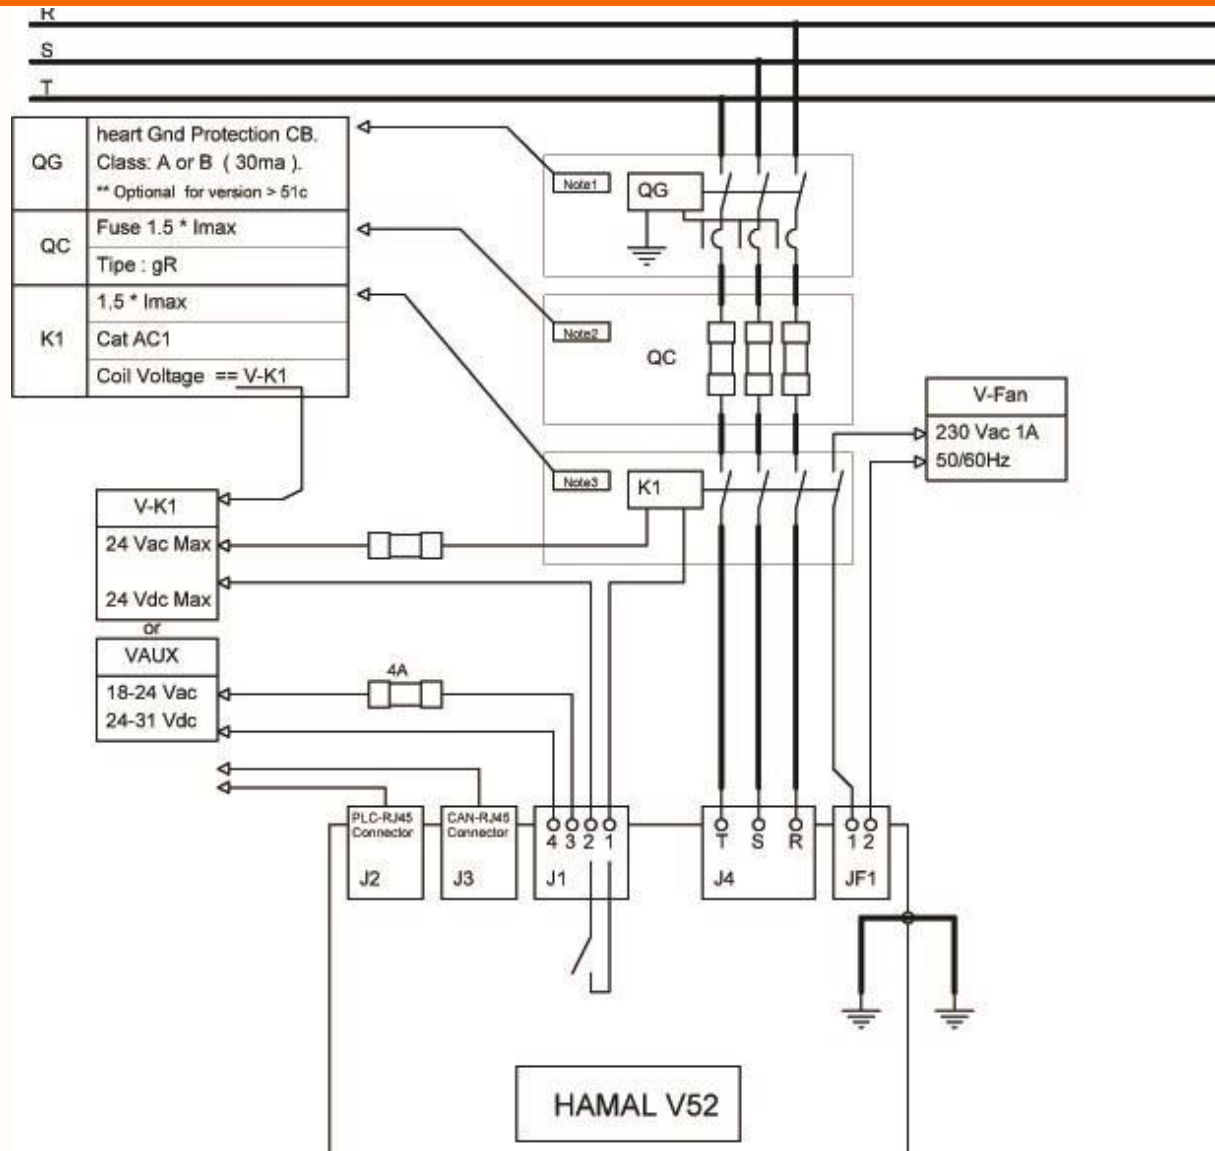 R
S
T
QG
heart Gnd Protection CB.
Class: A or B ( 30ma ).
** Optional for version > 51c
QC
Fuse 1.5 * Imax
Tipe : gR
K1
1,5 * Imax
Cat AC1
Coil Voltage == V-K1
Note1
QG
Note2
QC
Note3
K1
V-Fan
230 Vac 1A
50/60Hz
V-K1
24 Vac Max
24 Vdc Max
or
VAUX
18-24 Vac
24-31 Vdc
4A
PLC-RJ45
Connector
J2
CAN-RJ45
Connector
J3
4 3 2 1
J1
T S R
J4
1 2
JF1
HAMAL V52